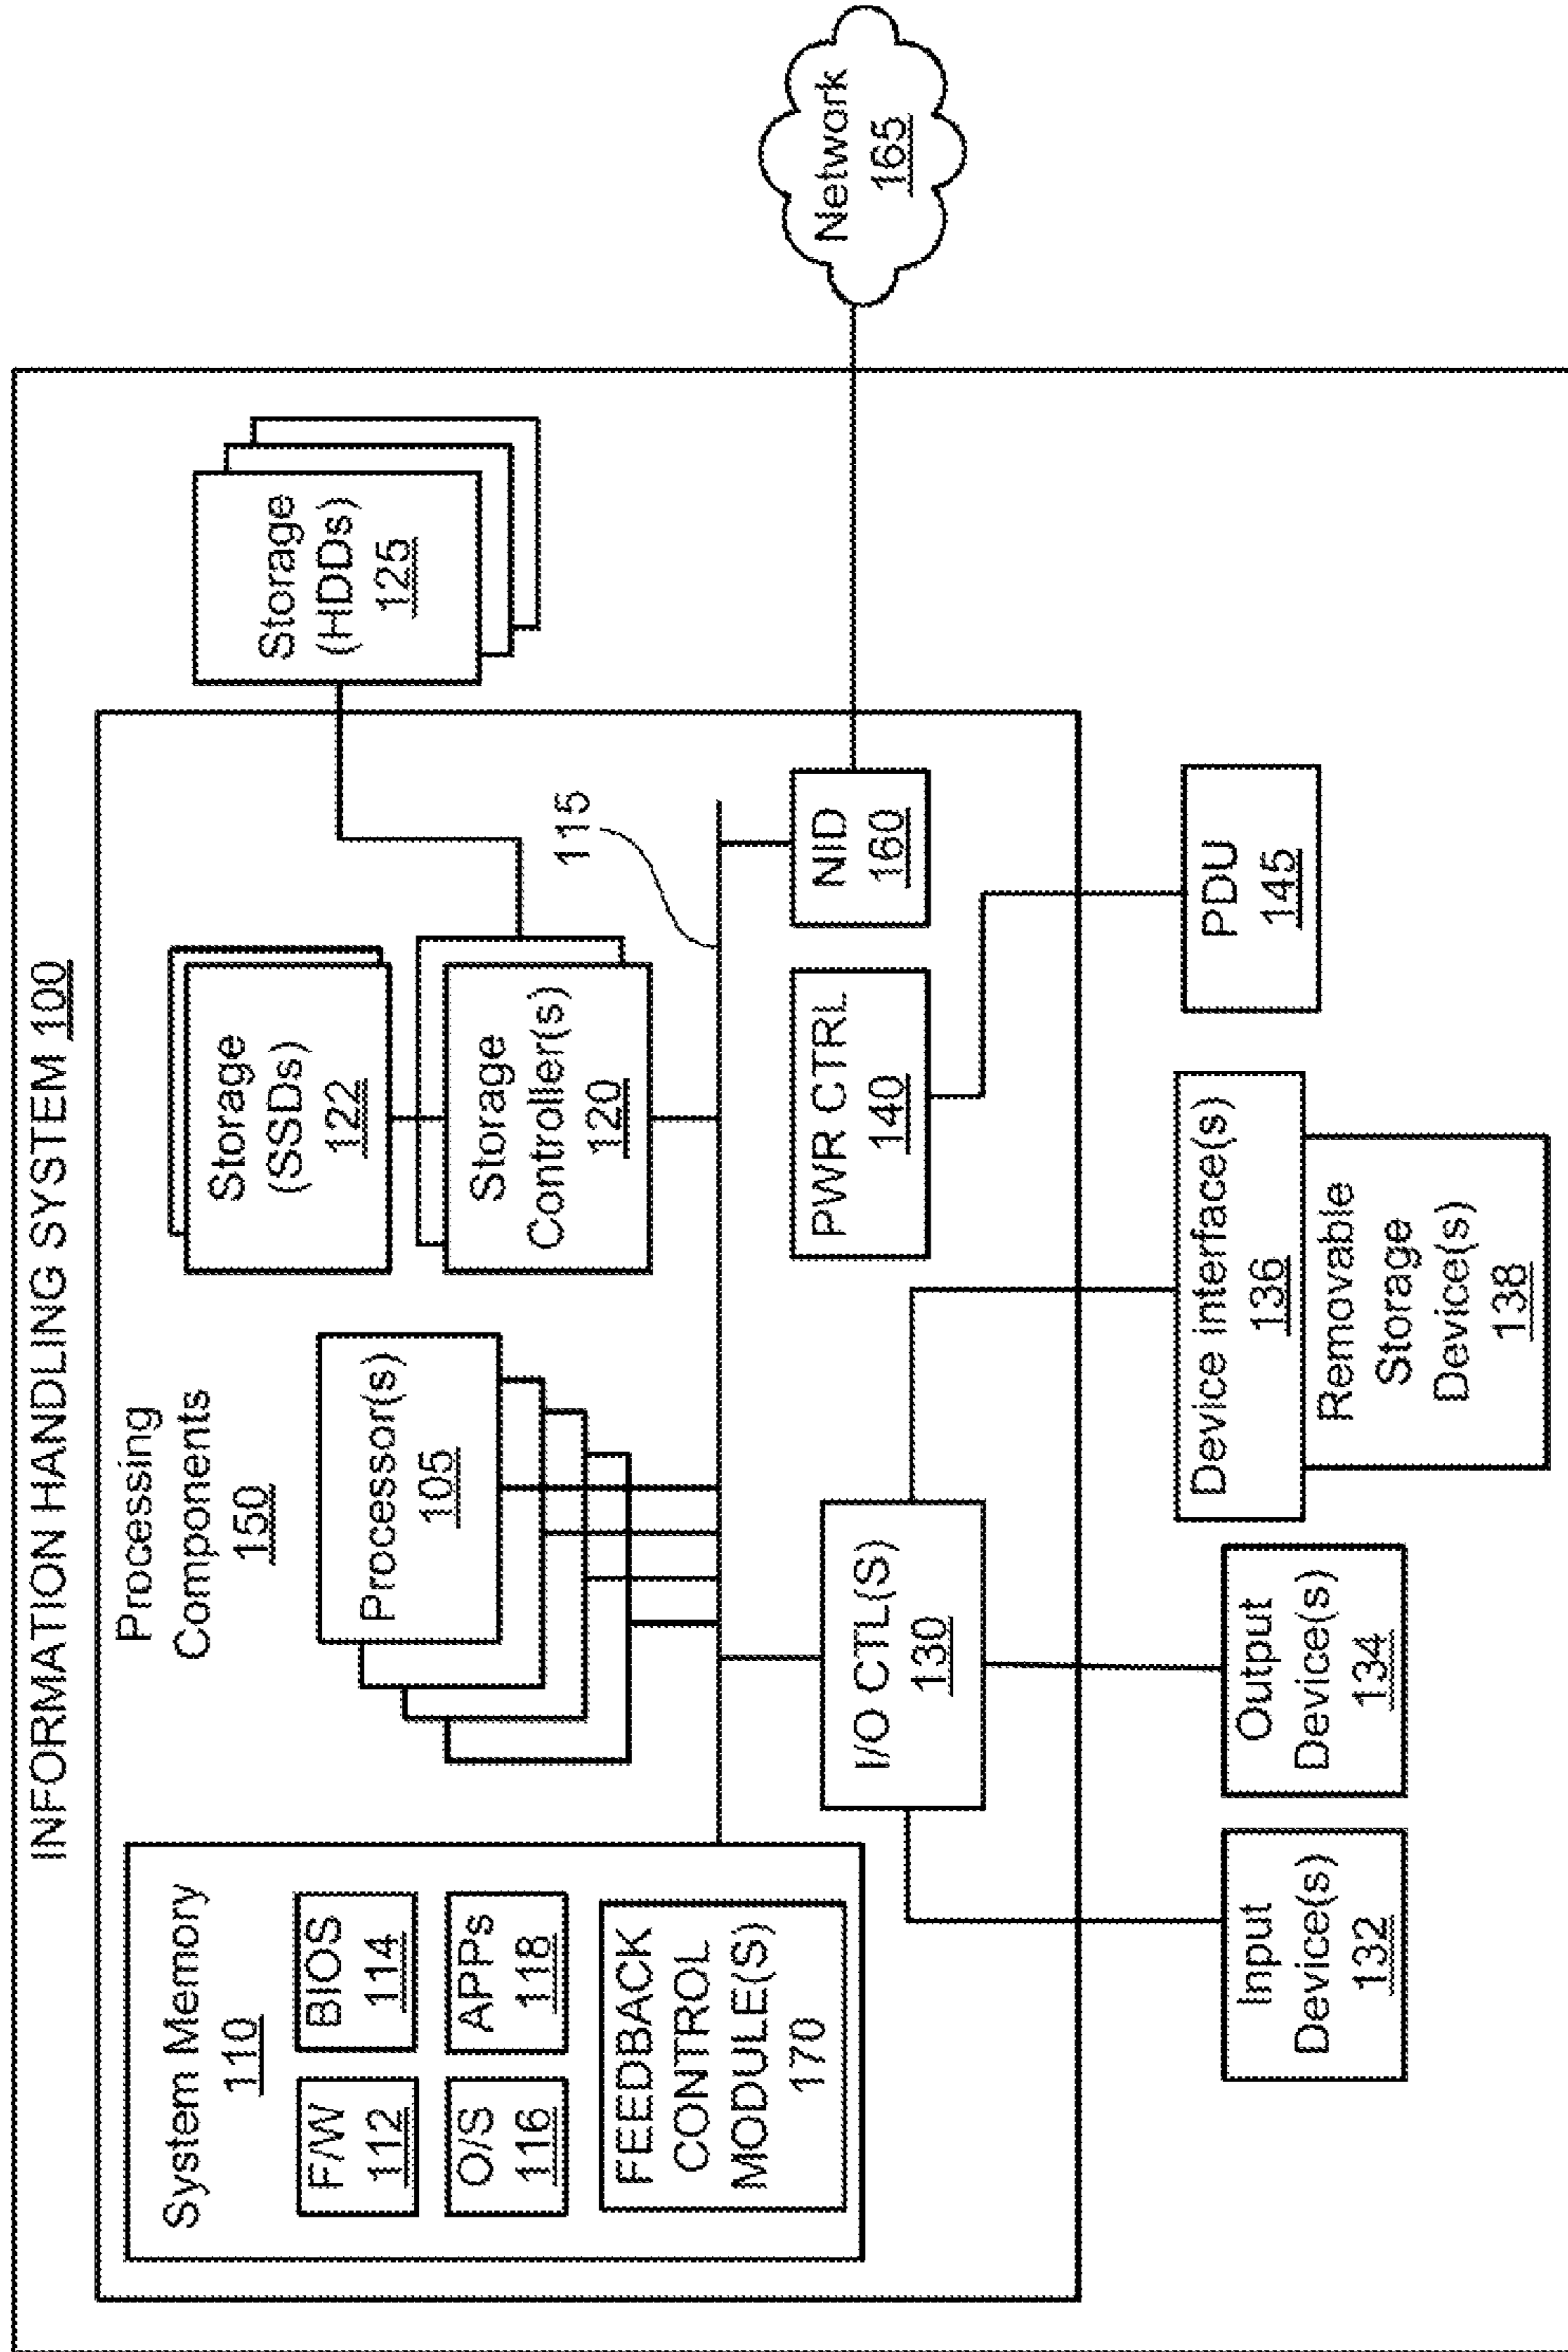 INFORMATION HANDLING SYSTEM 100
Processing
Components
150
System Memory
110
F/W
112
BIOS
114
O/S
116
APPs
118
FEEDBACK
CONTROL
MODULE(S)
170
Processor(s)
105
Storage
(SSDs)
122
Storage
Controller(s)
120
Storage
(HDDs)
125
115
I/O CTL(S)
130
PWR CTRL
140
NID
160
Network
165
Input
Device(s)
132
Output
Device(s)
134
Device interface(s)
136
Removable
Storage
Device(s)
138
PDU
145